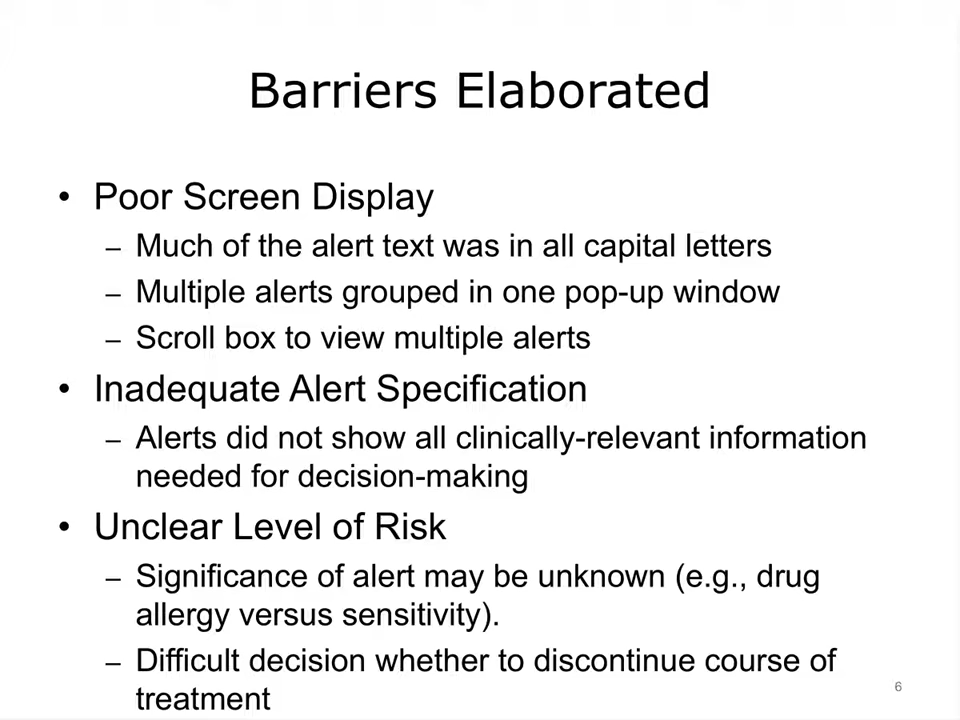 Barriers Elaborated
• Poor Screen Display
– Much of the alert text was in all capital letters
– Multiple alerts grouped in one pop-up window
– Scroll box to view multiple alerts
• Inadequate Alert Specification
– Alerts did not show all clinically-relevant information
needed for decision-making
• Unclear Level of Risk
– Significance of alert may be unknown (e.g., drug
allergy versus sensitivity).
– Difficult decision whether to discontinue course of
treatment
6